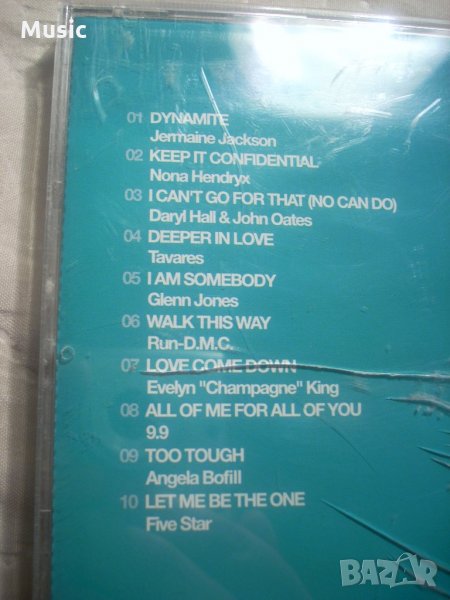 Music
01 DYNAMITE
Jermaine Jackson
02 KEEP IT CONFIDENTIAL
Nona Hendryx
03 I CAN'T GO FOR THAT (NO CAN DO)
Daryl Hall & John Oates
04 DEEPER IN LOVE
Tavares
05 I AM SOMEBODY
Glenn Jones
06 WALK THIS WAY
Run-D.M.C.
07 LOVE COME DOWN
Evelyn "Champagne" King
08 ALL OF ME FOR ALL OF YOU
9.9
09 TOO TOUGH
Angela Bofill
10 LET ME BE THE ONE
Five Star
BAZAR